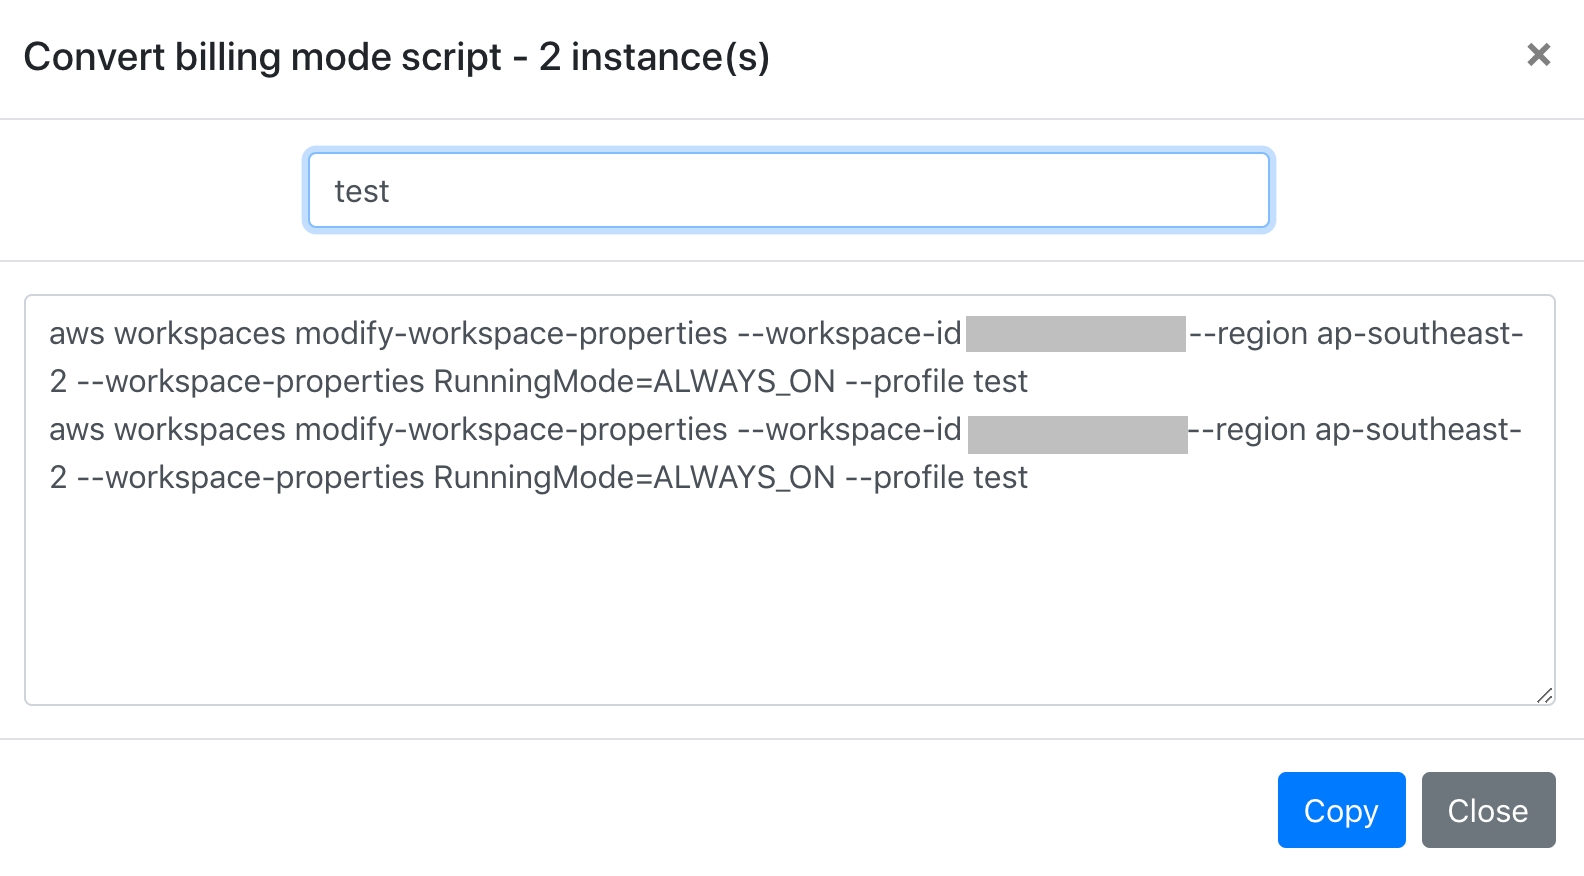 Convert billing mode script - 2 instance(s)
×
test
aws workspaces modify-workspace-properties --workspace-id --region ap-southeast-
2 --workspace-properties RunningMode=ALWAYS_ON --profile test
aws workspaces modify-workspace-properties --workspace-id --region ap-southeast-
2 --workspace-properties RunningMode=ALWAYS_ON --profile test
Copy Close